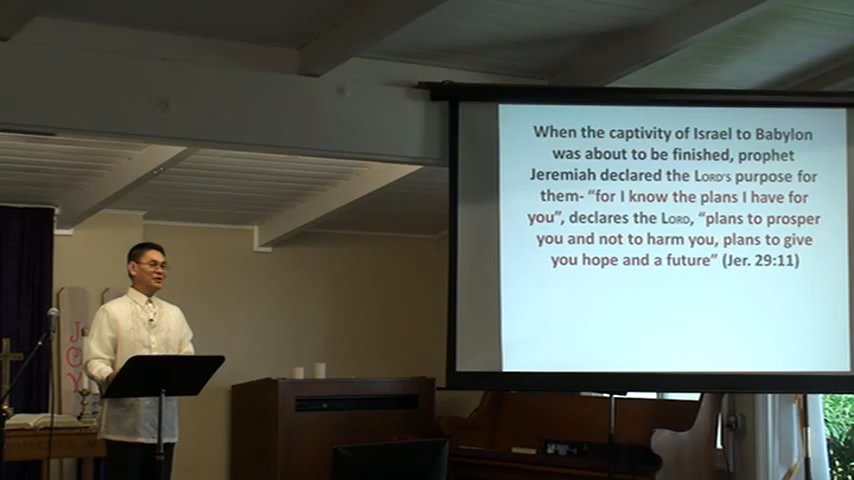 When the captivity of Israel to Babylon
was about to be finished, prophet
Jeremiah declared the LORD'S purpose for
them- “for I know the plans I have for
you”, declares the LORD, “plans to prosper
you and not to harm you, plans to give
you hope and a future” (Jer. 29:11)
JOY